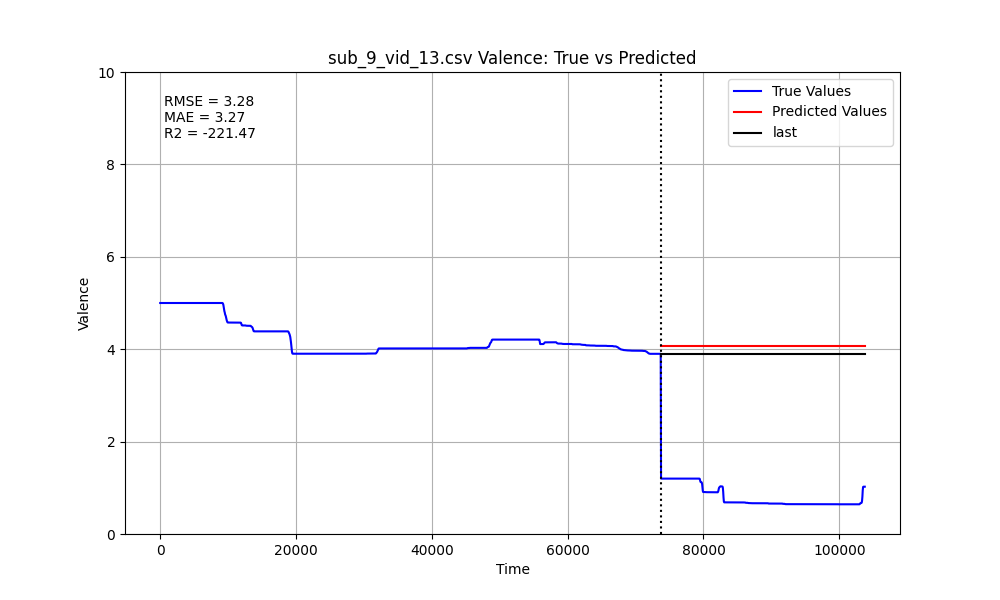 sub_9_vid_13.csv Valence: True vs Predicted
RMSE = 3.28
MAE = 3.27
R2 = -221.47
True Values
Predicted Values
last
Valence
10
8
6
4
2
0
0 20000 40000 60000 80000 100000
Time